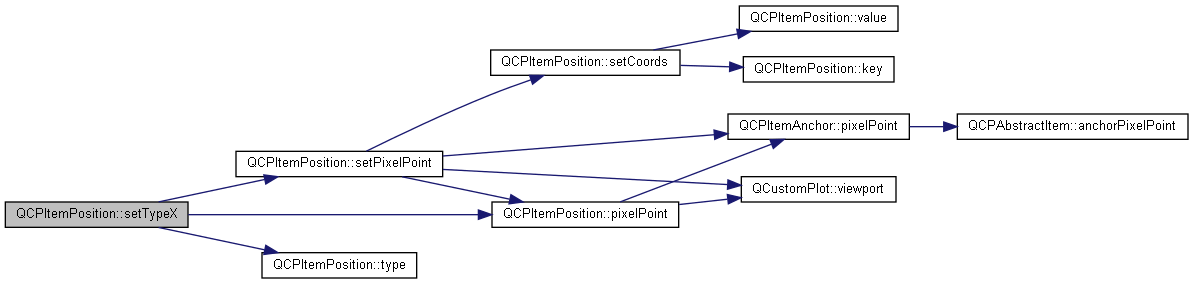 QCPItemPosition::value
QCPItemPosition::setCoords
QCPItemPosition::key
QCPItemAnchor::pixelPoint
QCPAbstractItem::anchorPixelPoint
QCPItemPosition::setPixelPoint
QCustomPlot::viewport
QCPItemPosition::setTypeX
QCPItemPosition::pixelPoint
QCPItemPosition::type